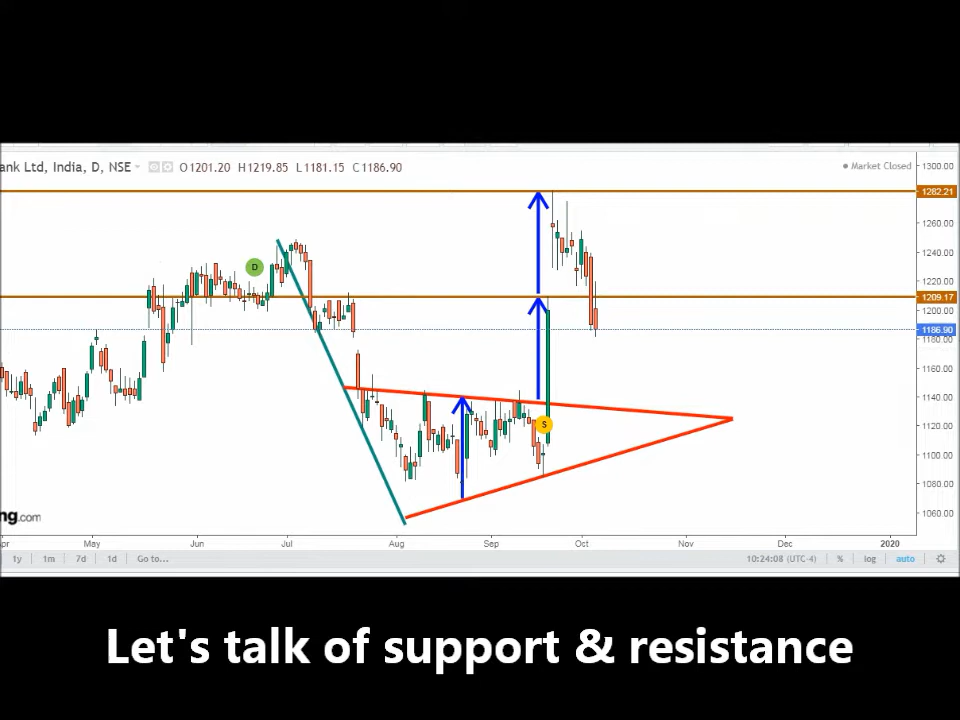 1300.00
ank Ltd, India, D, NSE O1201.20 H1219.85 L1181.15 C1186.90 Market Closed
1282.21
1260.00
1240.00
D
1220.00
1209.17
1200.00
1186.90
1180.00
1160.00
1140.00
1120.00
S
1100.00
1080.00
1060.00
ng.com
pr May Jun Jul Aug Sep Oct Nov Dec 2020
1y 1m 7d 1d Go to... 10:24:08 (UTC-4) % log auto
Let's talk of support & resistance